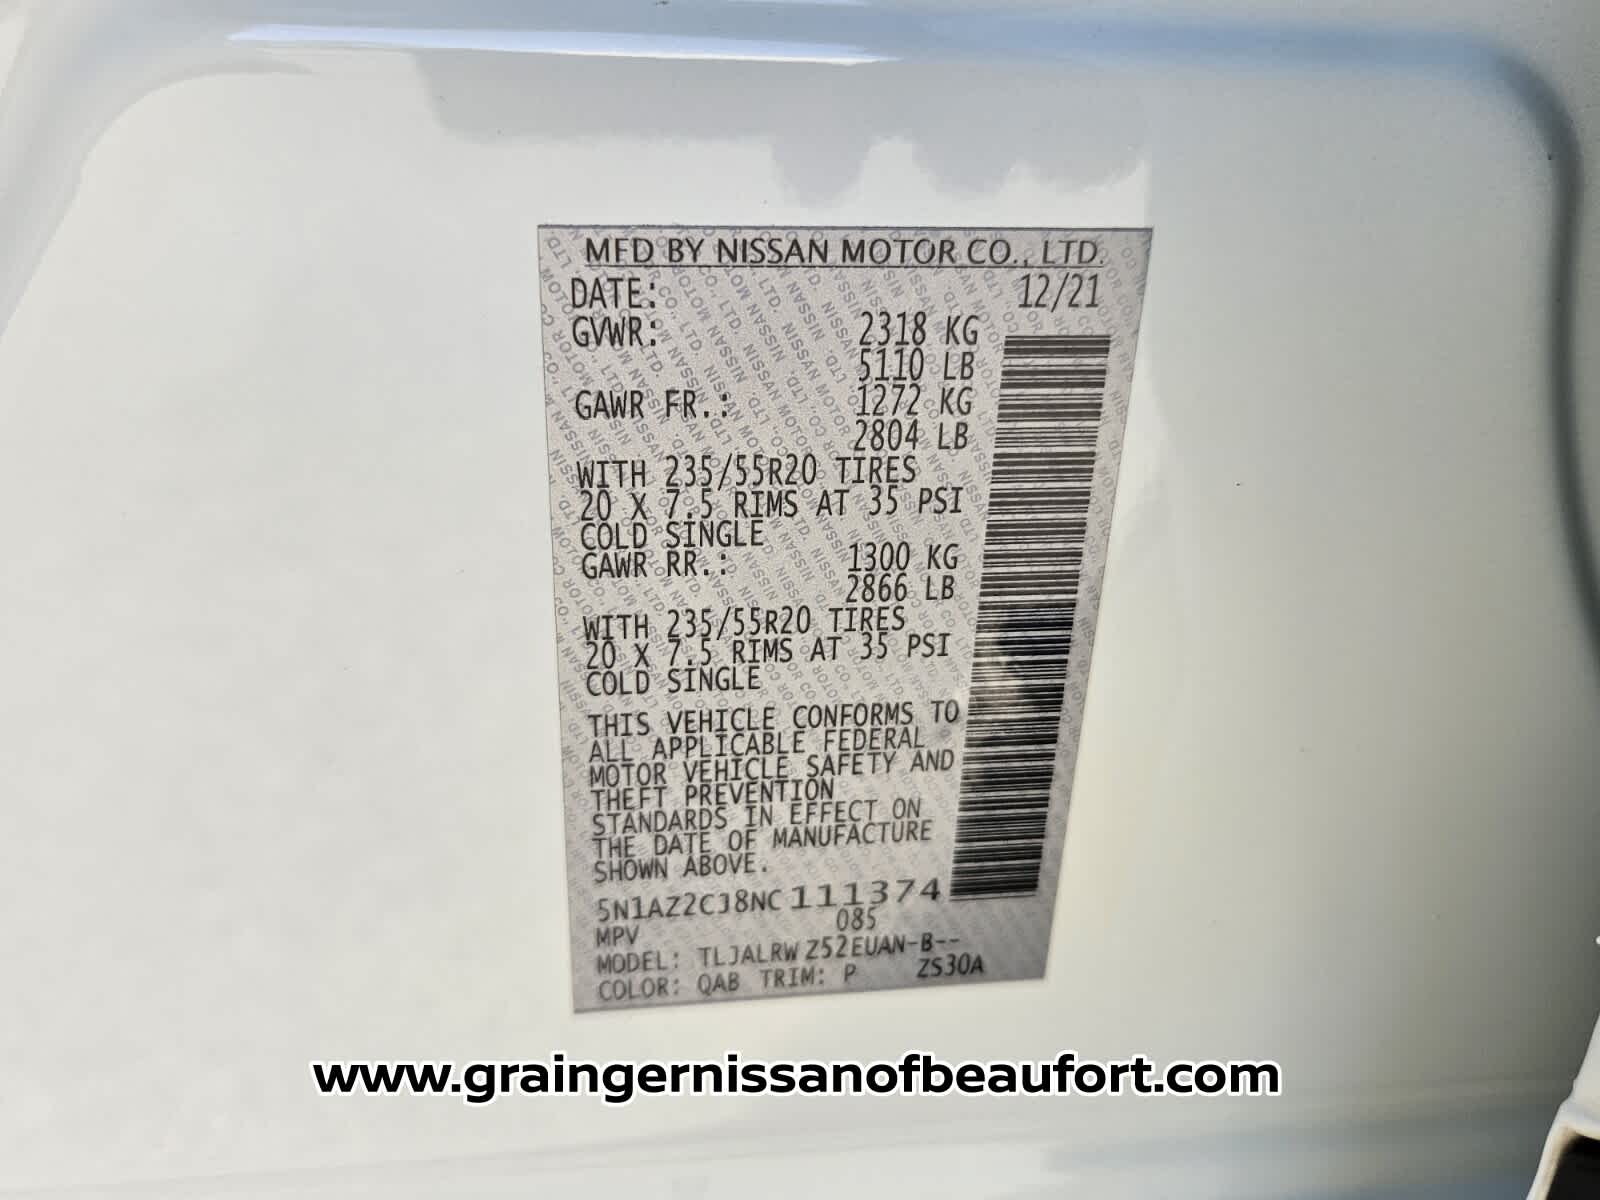 MFD BY NISSAN MOTOR CO., LTD.
DATE: 12/21
GVWR: 2318 KG
5110 LB
GAWR FR.: 1272 KG
2804 LB
WITH 235/55R20 TIRES
20 X 7.5 RIMS AT 35 PSI
COLD SINGLE
GAWR RR.: 1300 KG
2866 LB
WITH 235/55R20 TIRES
20 X 7.5 RIMS AT 35 PSI
COLD SINGLE
THIS VEHICLE CONFORMS TO
ALL APPLICABLE FEDERAL
MOTOR VEHICLE SAFETY AND
THEFT PREVENTION
STANDARDS IN EFFECT ON
THE DATE OF MANUFACTURE
SHOWN ABOVE.
5N1AZ2CJ8NC111374
MPV 085
MODEL: TLJALRW Z52EUAN-B--
COLOR: QAB TRIM: P ZS30A
www.graingernissanofbeaufort.com